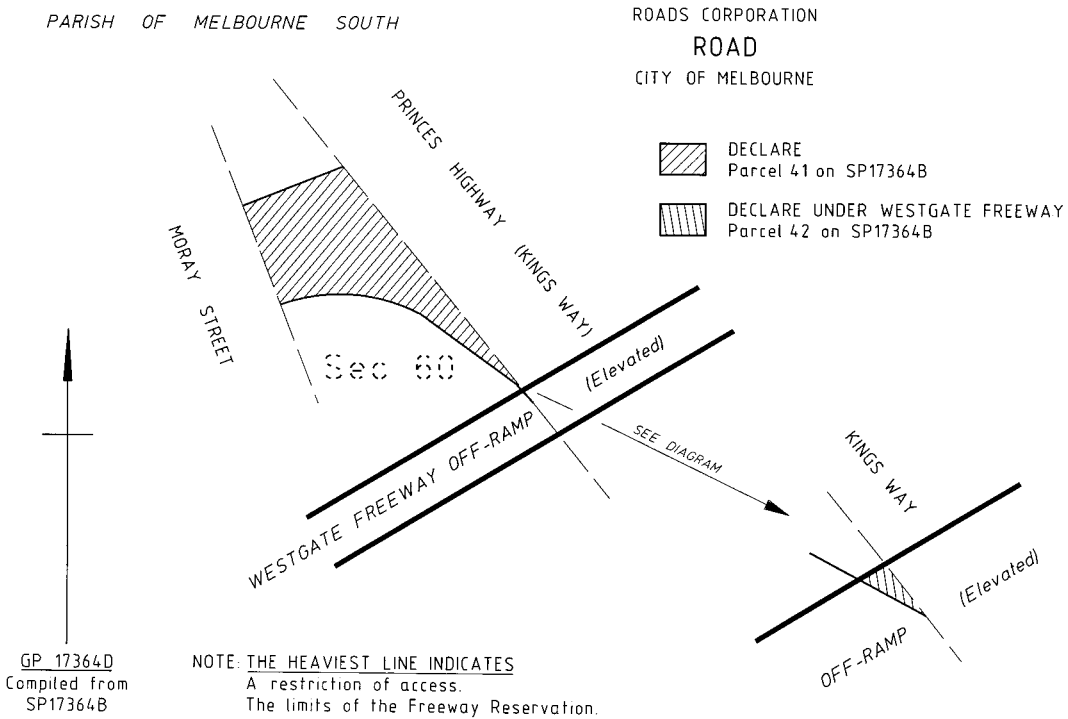 PARISH OF MELBOURNE SOUTH
ROADS CORPORATION
ROAD
CITY OF MELBOURNE
DECLARE
Parcel 41 on SP17364B
DECLARE UNDER WESTGATE FREEWAY
Parcel 42 on SP17364B
PRINCES HIGHWAY (KINGS WAY)
MORAY STREET
Sec 60
(Elevated)
WESTGATE FREEWAY OFF-RAMP
SEE DIAGRAM
KINGS WAY
(Elevated)
OFF-RAMP
GP 17364D
Compiled from
SP17364B
NOTE: THE HEAVIEST LINE INDICATES
A restriction of access.
The limits of the Freeway Reservation.